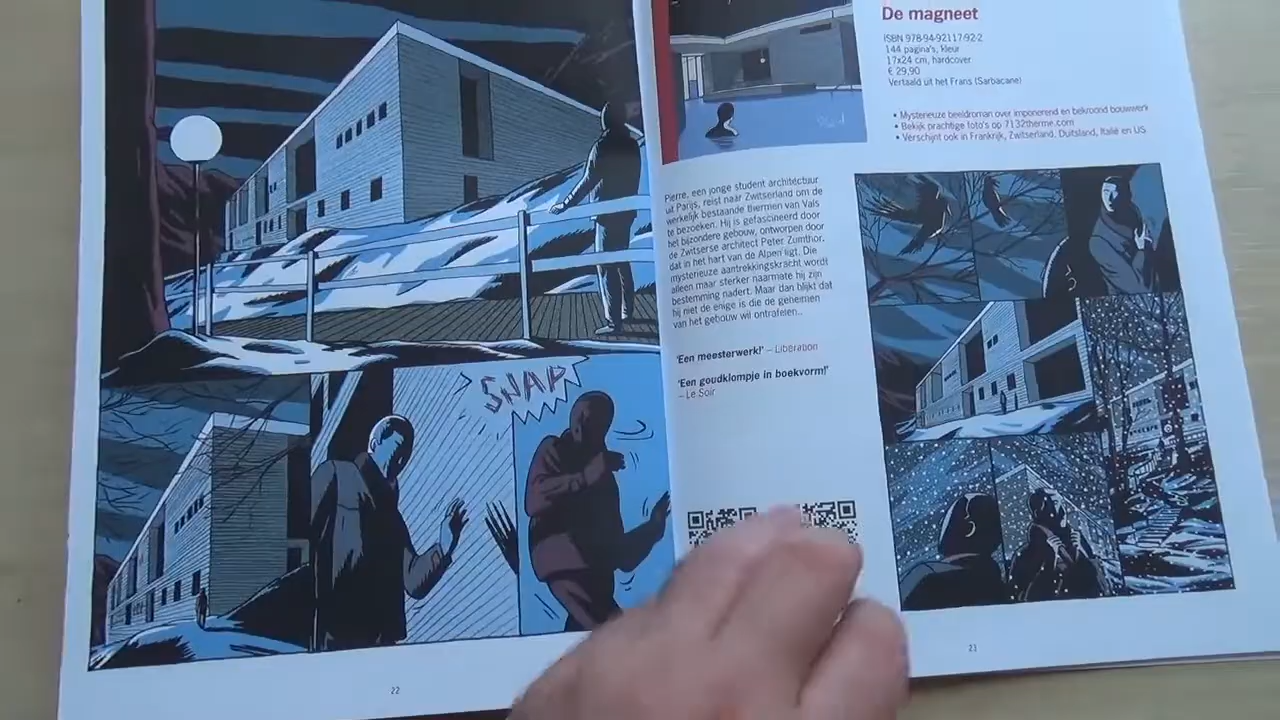 SNAP
22
De magneet
ISBN 978-94-92117-92-2
144 pagina's, kleur
17x24 cm, hardcover
€ 29,90
Vertaald uit het Frans (Sarbacane)
• Mysterieuze beeldroman over imponerend en bekroond bouwwerk
• Bekijk prachtige foto's op 7132therme.com
• Verschijnt ook in Frankrijk, Zwitserland, Duitsland, Italië en US
Pierre, een jonge student architectuur
uit Parijs, reist naar Zwitserland om de
werkelijk bestaande thermen van Vals
te bezoeken. Hij is gefascineerd door
het bijzondere gebouw, ontworpen door
de Zwitserse architect Peter Zumthor,
dat in het hart van de Alpen ligt. Die
mysterieuze aantrekkingskracht wordt
alleen maar sterker naarmate hij zijn
bestemming nadert. Maar dan blijkt dat
hij niet de enige is die de geheimen
van het gebouw wil ontrafelen...
'Een meesterwerk!' – Libération
'Een goudklompje in boekvorm!'
– Le Soir